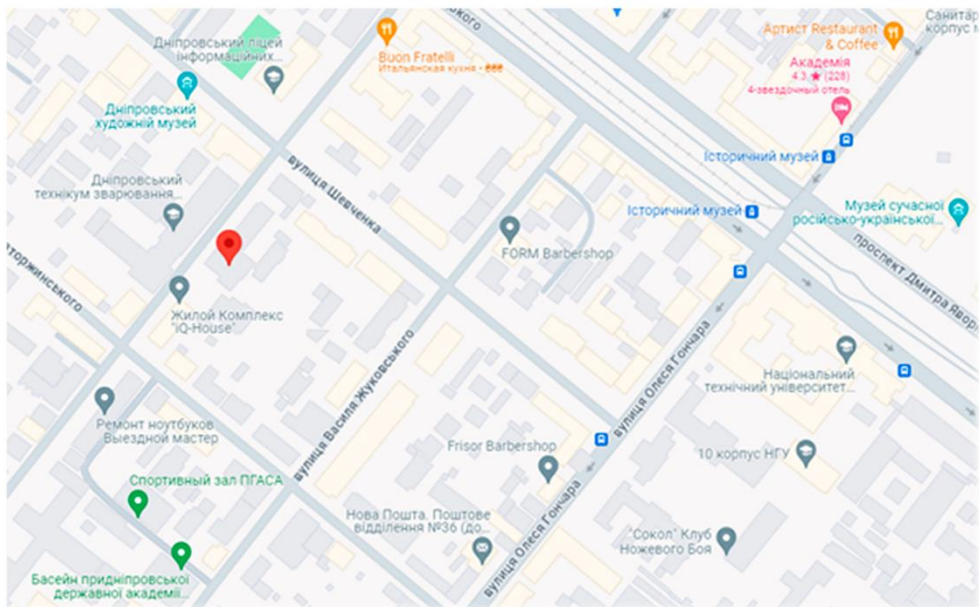 цького
Санитар
корпус М
Артист Restaurant
& Coffee
Дніпровський ліцей
інформаційних...
Buon Fratelli
Итальянская кухня - ₴₴₴
Академія
4.3 ★ (228)
4-звездочный отель
Дніпровський
художній музей
Історичний музей
вулиця Шевченка
Дніпровський
технікум зварювання...
Історичний музей
Музей сучасної
російсько-української...
FORM Barbershop
проспект Дмитра Явор
аторжинського
Жилой Комплекс
"iQ-House"
вулиця Василя Жуковського
вулиця Олеся Гончара
Національний
технічний університет...
Ремонт ноутбуков
Выездной мастер
Frisor Barbershop
10 корпус НГУ
Спортивный зал ПГАСА
Нова Пошта. Поштове
відділення №36 (до...
вулиця Олеся Гончара
"Сокол" Клуб
Ножевого Боя
Басейн придніпровської
державної академії...